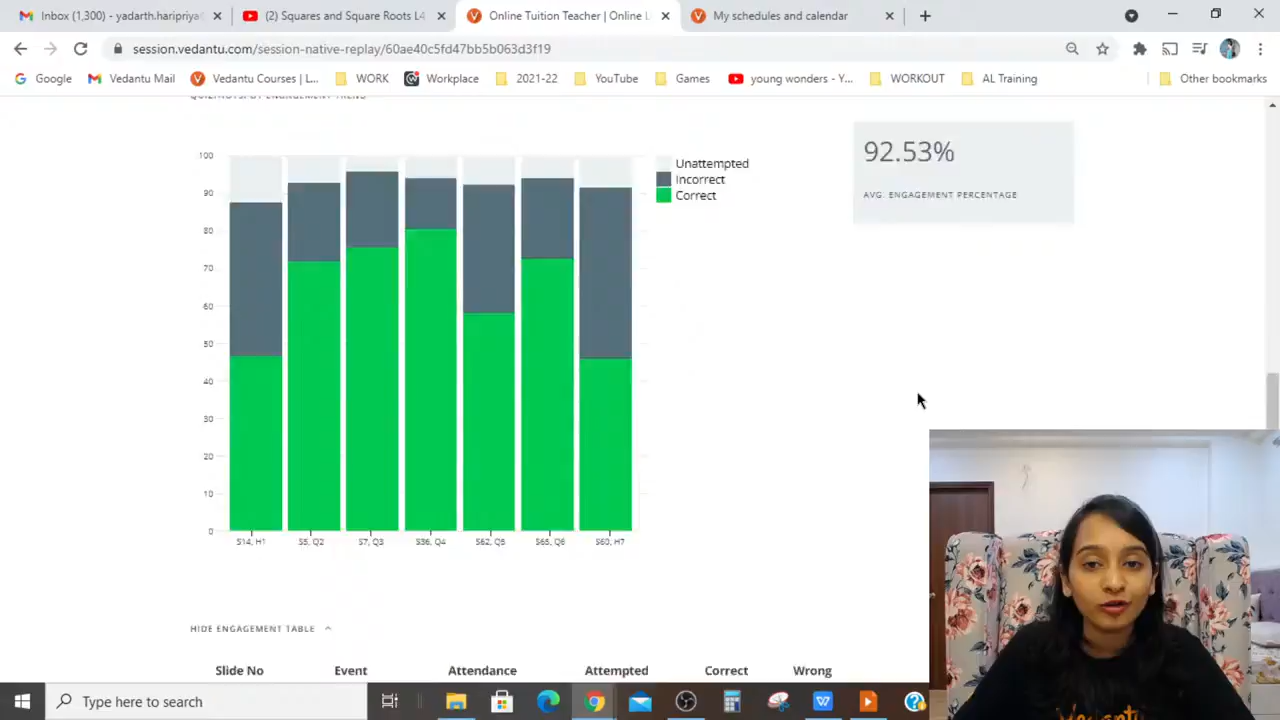 Inbox (1,300) - yadarth.haripriya
(2) Squares and Square Roots L4
Online Tuition Teacher | Online L
My schedules and calendar
session.vedantu.com/session-native-replay/60ae40c5fd47bb5b063d3f19
Google
Vedantu Mail
Vedantu Courses | L...
WORK
Workplace
2021-22
YouTube
Games
young wonders - Y...
WORKOUT
AL Training
Other bookmarks
100
90
80
70
60
50
40
30
20
10
0
S14, H1
S5, Q2
S7, Q3
S36, Q4
S62, Q5
S65, Q6
S60, H7
Unattempted
Incorrect
Correct
92.53%
AVG. ENGAGEMENT PERCENTAGE
HIDE ENGAGEMENT TABLE
Slide No Event Attendance Attempted Correct Wrong
Type here to search